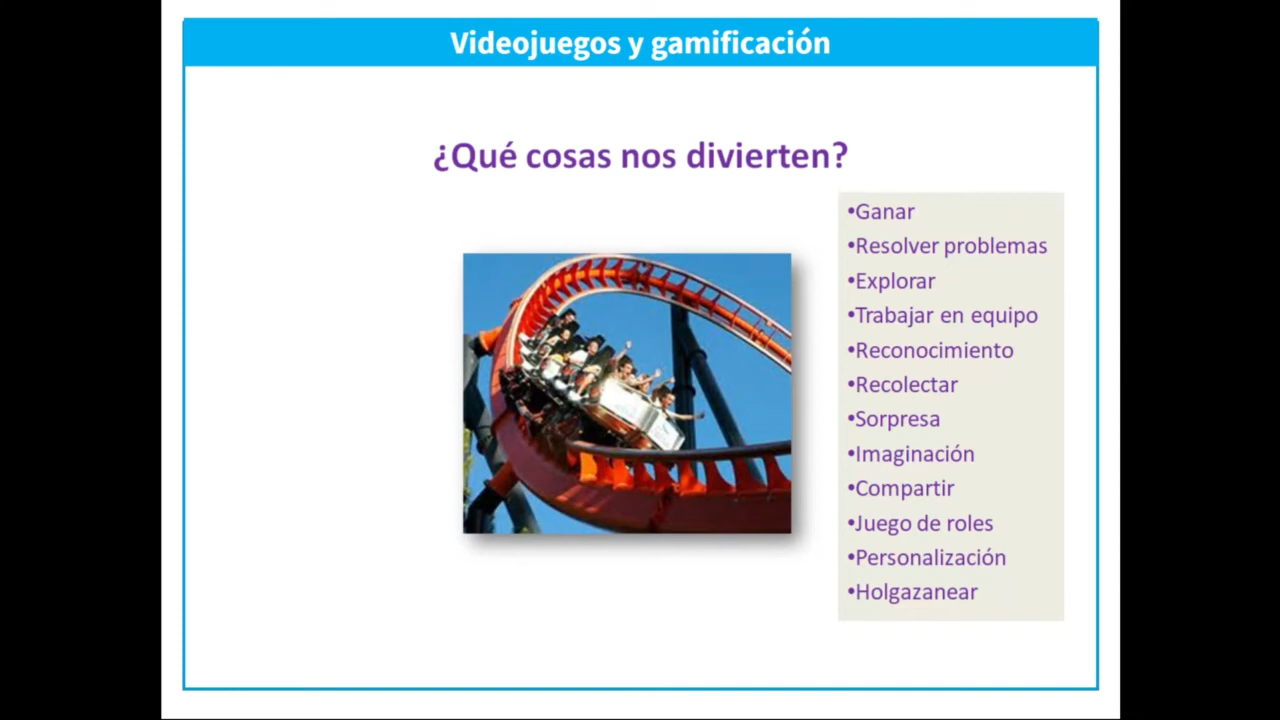 Videojuegos y gamificación
¿Qué cosas nos divierten?
•Ganar
•Resolver problemas
•Explorar
•Trabajar en equipo
•Reconocimiento
•Recolectar
•Sorpresa
•Imaginación
•Compartir
•Juego de roles
•Personalización
•Holgazanear